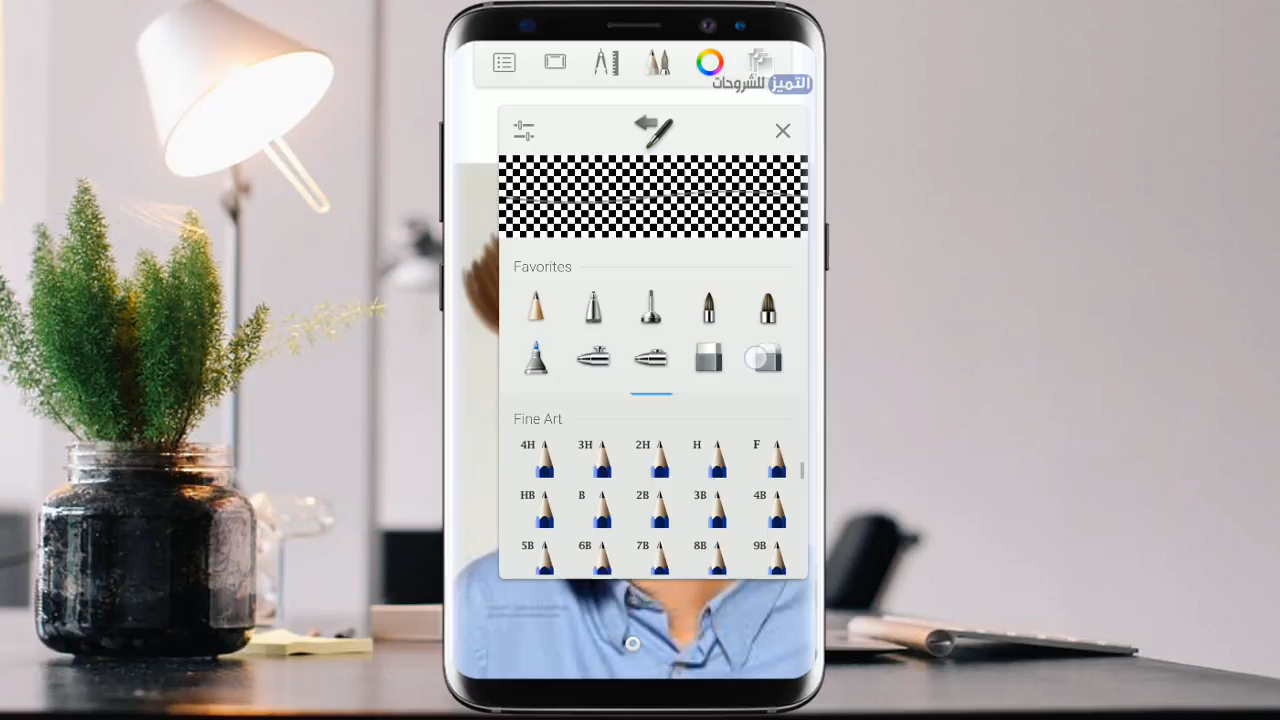 التميز للشروحات
Favorites
Fine Art
4H 3H 2H H F
HB B 2B 3B 4B
5B 6B 7B 8B 9B